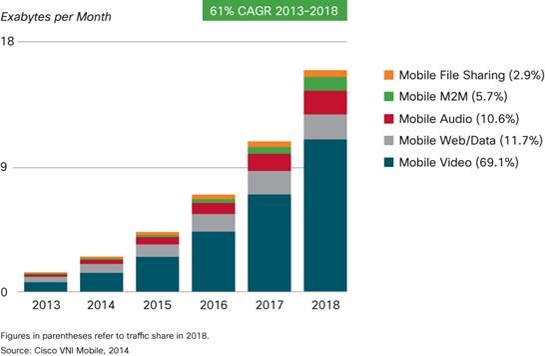 Exabytes per Month
61% CAGR 2013–2018
18
9
0
2013 2014 2015 2016 2017 2018
Mobile File Sharing (2.9%)
Mobile M2M (5.7%)
Mobile Audio (10.6%)
Mobile Web/Data (11.7%)
Mobile Video (69.1%)
Figures in parentheses refer to traffic share in 2018.
Source: Cisco VNI Mobile, 2014